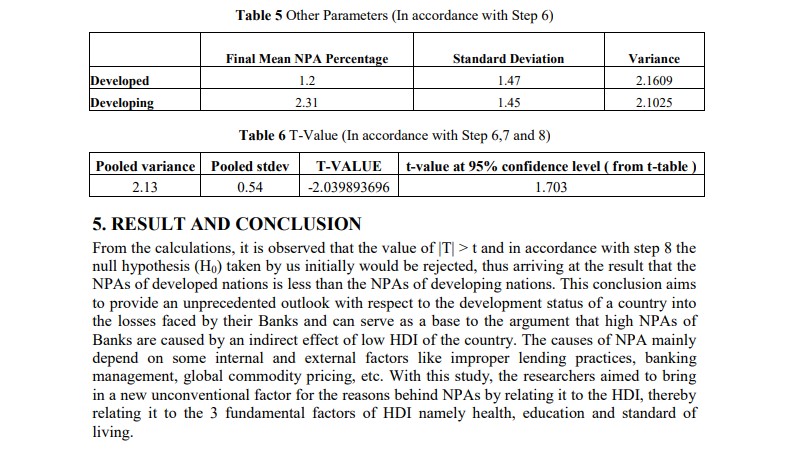 Table 5 Other Parameters (In accordance with Step 6)
Final Mean NPA Percentage Standard Deviation Variance
Developed 1.2 1.47 2.1609
Developing 2.31 1.45 2.1025
Table 6 T-Value (In accordance with Step 6,7 and 8)
Pooled variance Pooled stdev T-VALUE t-value at 95% confidence level ( from t-table )
2.13 0.54 -2.039893696 1.703
5. RESULT AND CONCLUSION
From the calculations, it is observed that the value of |T| > t and in accordance with step 8 the
null hypothesis (H₀) taken by us initially would be rejected, thus arriving at the result that the
NPAs of developed nations is less than the NPAs of developing nations. This conclusion aims
to provide an unprecedented outlook with respect to the development status of a country into
the losses faced by their Banks and can serve as a base to the argument that high NPAs of
Banks are caused by an indirect effect of low HDI of the country. The causes of NPA mainly
depend on some internal and external factors like improper lending practices, banking
management, global commodity pricing, etc. With this study, the researchers aimed to bring
in a new unconventional factor for the reasons behind NPAs by relating it to the HDI, thereby
relating it to the 3 fundamental factors of HDI namely health, education and standard of
living.